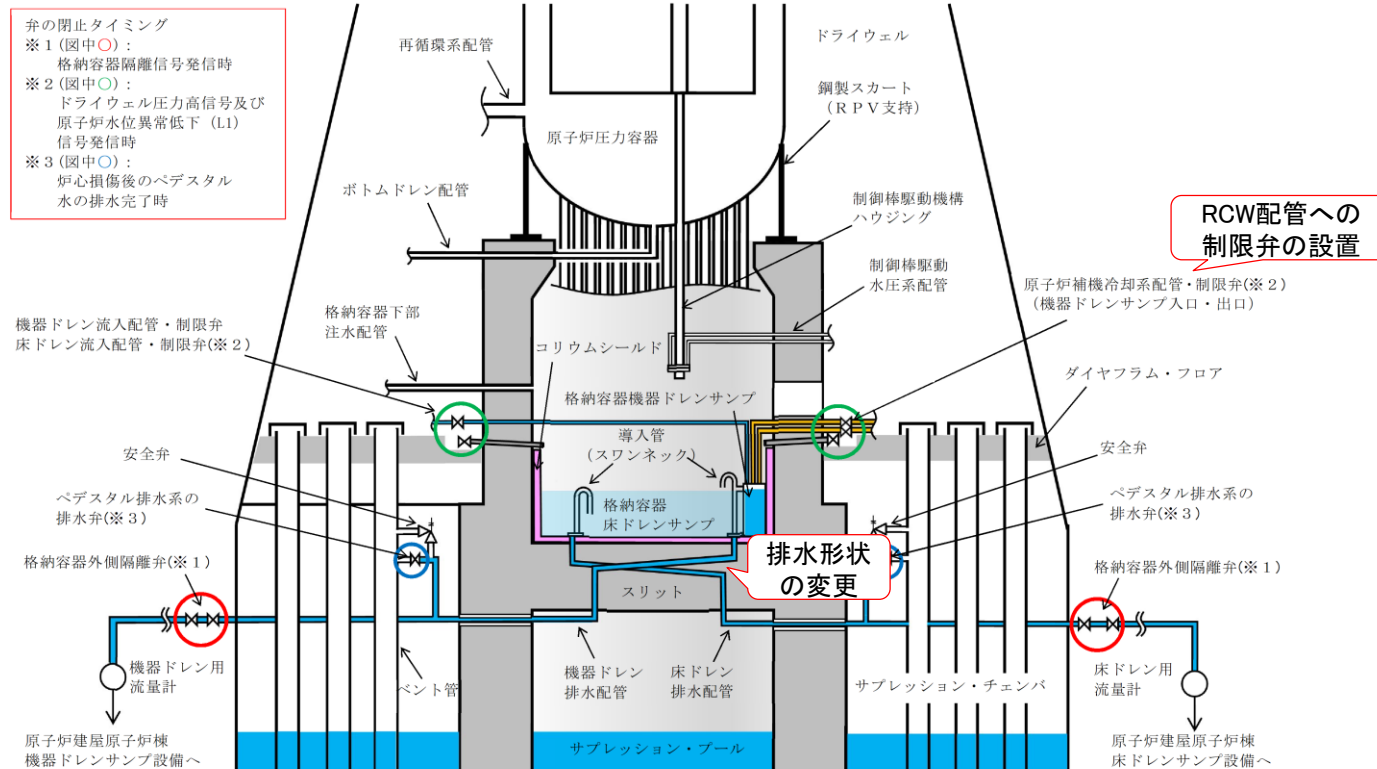 弁の閉止タイミング
※1(図中〇):
格納容器隔離信号発信時
※2(図中〇):
ドライウェル圧力高信号及び
原子炉水位異常低下(L1)
信号発信時
※3(図中〇):
炉心損傷後のペデスタル
水の排水完了時
再循環系配管
ドライウェル
鋼製スカート
(RPV支持)
原子炉圧力容器
ボトムドレン配管
制御棒駆動機構
ハウジング
RCW配管への
制限弁の設置
制御棒駆動
水圧系配管
原子炉補機冷却系配管・制限弁(※2)
(機器ドレンサンプ入口・出口)
格納容器下部
注水配管
機器ドレン流入配管・制限弁
床ドレン流入配管・制限弁(※2)
コリウムシールド
ダイヤフラム・フロア
格納容器機器ドレンサンプ
導入管
(スワンネック)
安全弁
安全弁
ペデスタル排水系の
排水弁(※3)
格納容器
床ドレンサンプ
ペデスタル排水系の
排水弁(※3)
格納容器外側隔離弁(※1)
排水形状
の変更
格納容器外側隔離弁(※1)
スリット
機器ドレン用
流量計
ベント管
機器ドレン
排水配管
床ドレン
排水配管
サプレッション・チェンバ
床ドレン用
流量計
原子炉建屋原子炉棟
機器ドレンサンプ設備へ
サプレッション・プール
原子炉建屋原子炉棟
床ドレンサンプ設備へ